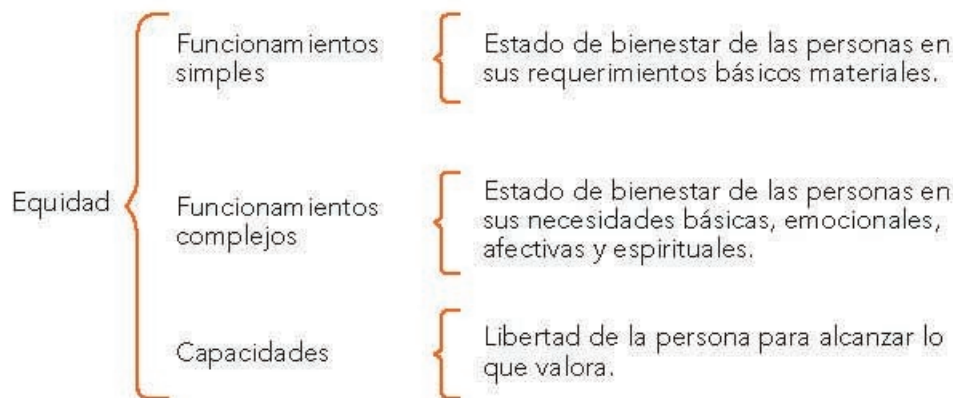 Equidad
Funcionamientos
simples
Estado de bienestar de las personas en
sus requerimientos básicos materiales.
Funcionamientos
complejos
Estado de bienestar de las personas en
sus necesidades básicas, emocionales,
afectivas y espirituales.
Capacidades
Libertad de la persona para alcanzar lo
que valora.